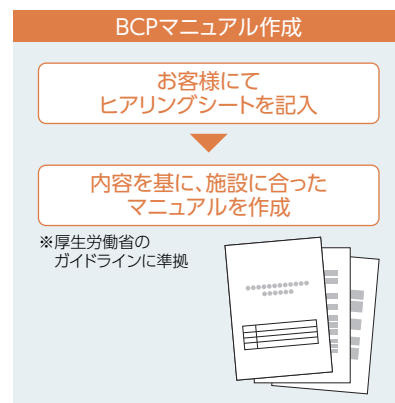 BCPマニュアル作成
お客様にて
ヒアリングシートを記入
内容を基に、施設に合った
マニュアルを作成
※厚生労働省の
ガイドラインに準拠